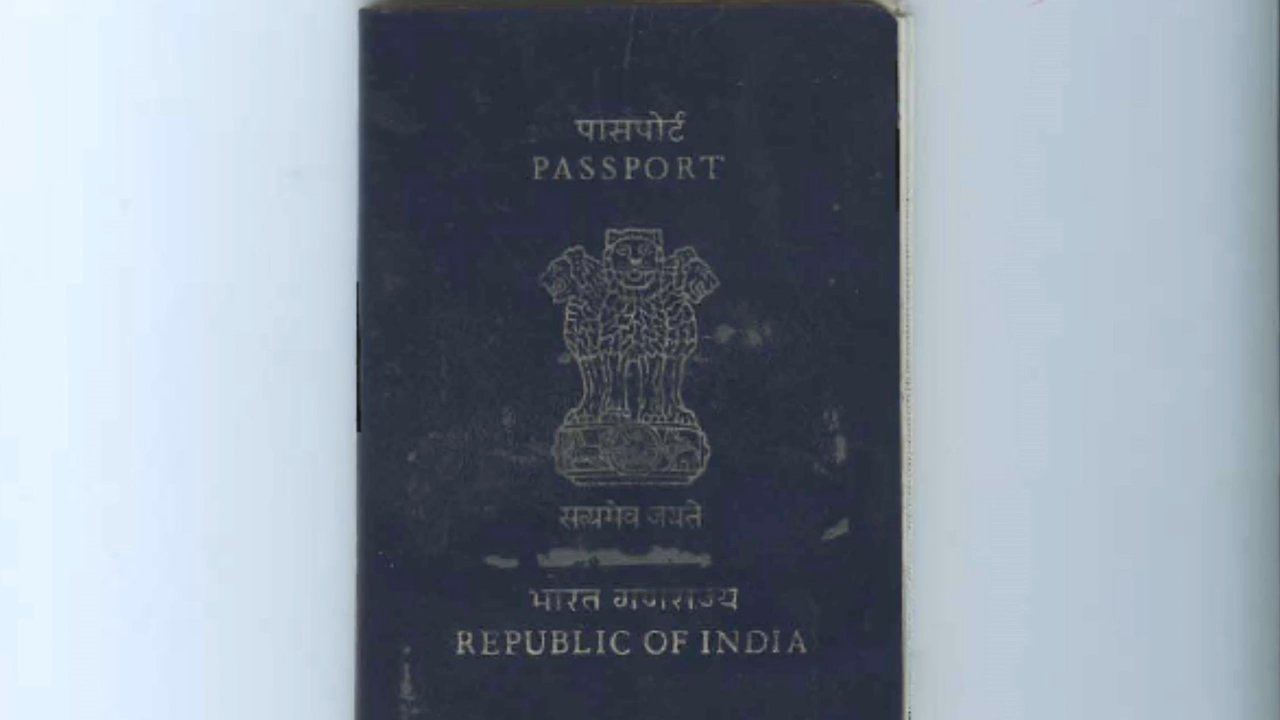 पासपोर्ट
PASSPORT
सत्यमेव जयते
भारत गणराज्य
REPUBLIC OF INDIA